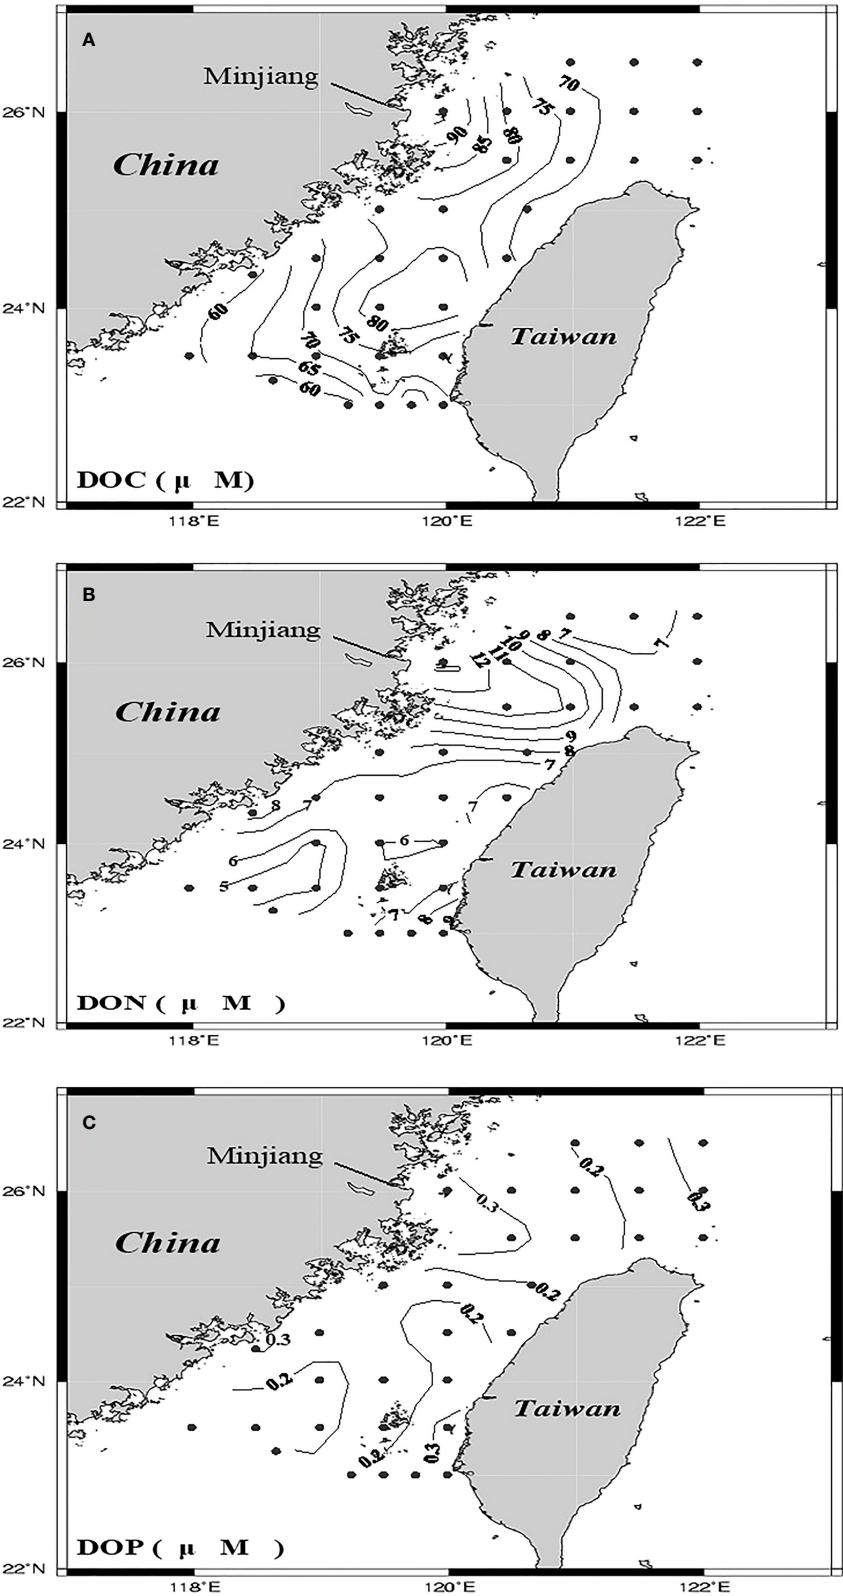 A
Minjiang
China
Taiwan
26°N
24°N
22°N
70
75
80
85
90
60
80
75
70
65
60
DOC ( μ M)
118°E
120°E
122°E
B
Minjiang
China
Taiwan
26°N
24°N
22°N
12
11
10
9
8
7
7
9
8
7
8
7
7
6
6
5
7
8
9
DON ( μ M )
118°E
120°E
122°E
C
Minjiang
China
Taiwan
26°N
24°N
22°N
0.3
0.2
0.3
0.2
0.2
0.3
0.2
0.2
0.3
DOP ( μ M )
118°E
120°E
122°E